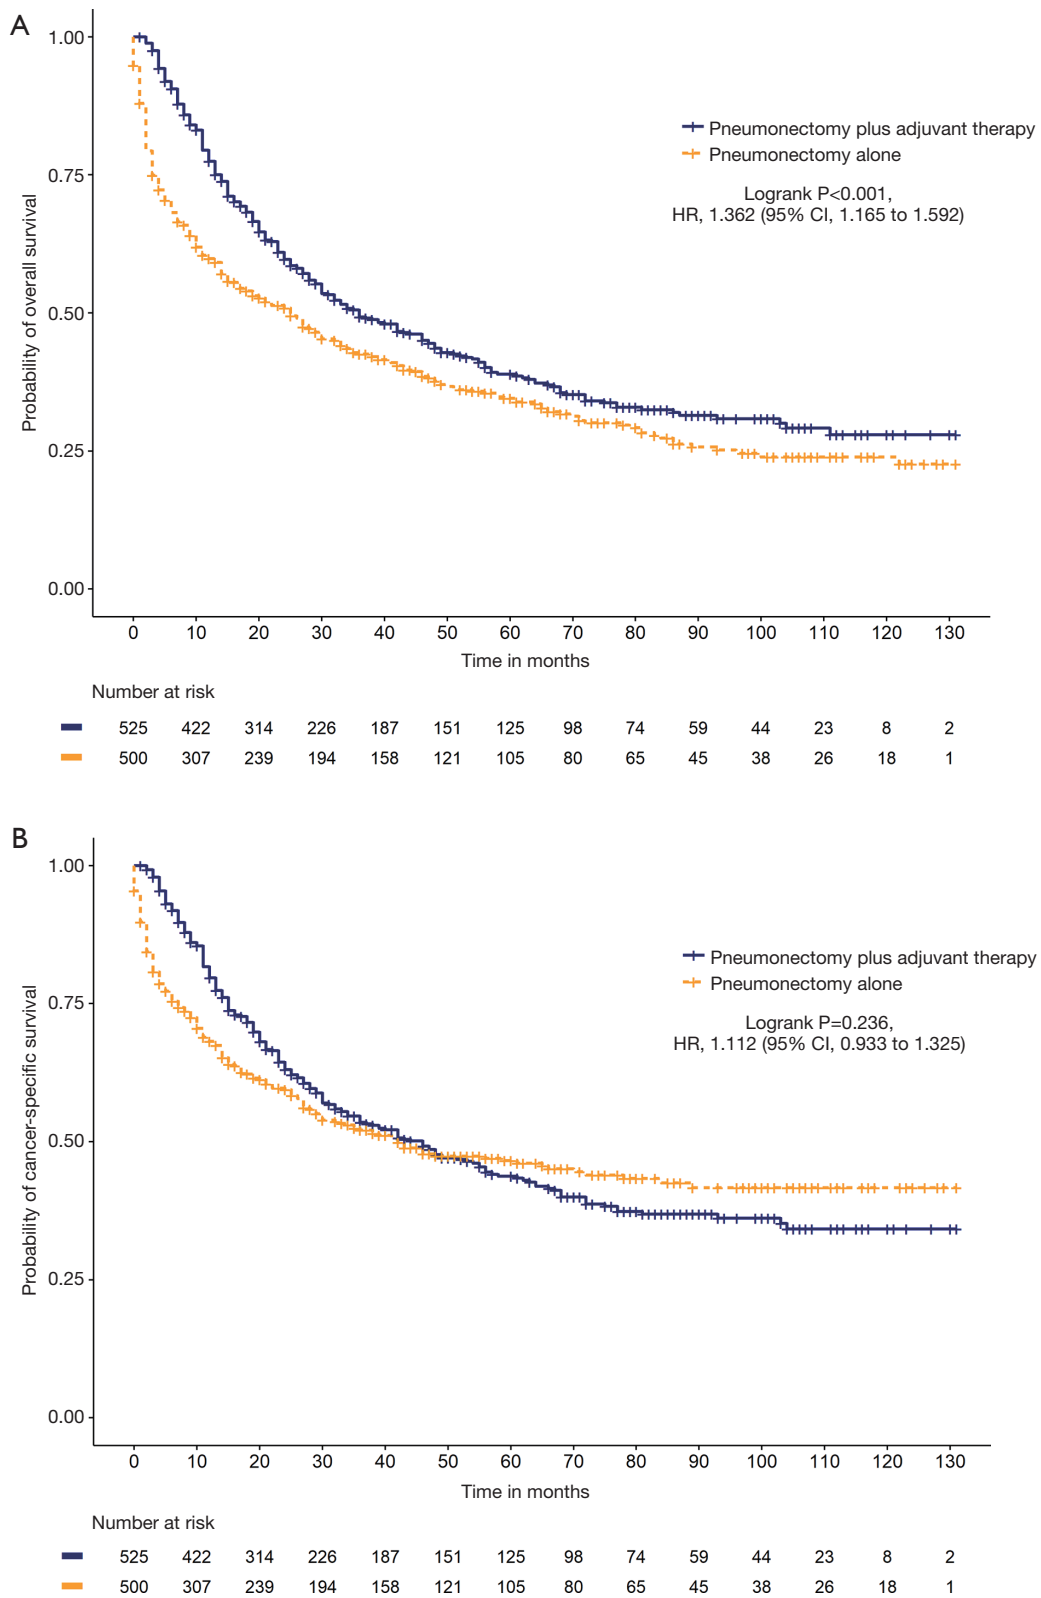 A
Probability of overall survival
1.00
0.75
0.50
0.25
0.00
Pneumonectomy plus adjuvant therapy
Pneumonectomy alone
Logrank P<0.001,
HR, 1.362 (95% CI, 1.165 to 1.592)
0 10 20 30 40 50 60 70 80 90 100 110 120 130
Time in months
Number at risk
525 422 314 226 187 151 125 98 74 59 44 23 8 2
500 307 239 194 158 121 105 80 65 45 38 26 18 1
B
Probability of cancer-specific survival
1.00
0.75
0.50
0.25
0.00
Pneumonectomy plus adjuvant therapy
Pneumonectomy alone
Logrank P=0.236,
HR, 1.112 (95% CI, 0.933 to 1.325)
0 10 20 30 40 50 60 70 80 90 100 110 120 130
Time in months
Number at risk
525 422 314 226 187 151 125 98 74 59 44 23 8 2
500 307 239 194 158 121 105 80 65 45 38 26 18 1